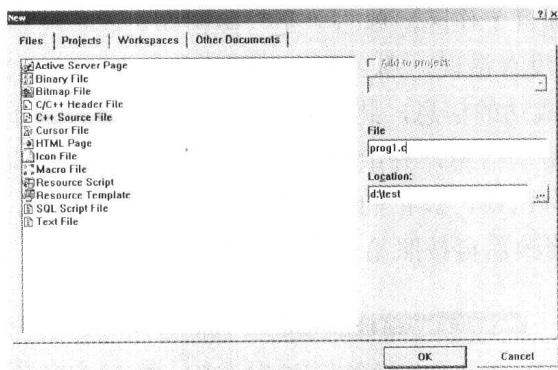 New
? ×
Files Projects Workspaces Other Documents
Active Server Page
Binary File
Bitmap File
C/C++ Header File
C++ Source File
Cursor File
HTML Page
Icon File
Macro File
Resource Script
Resource Template
SQL Script File
Text File
Add to project:
File
prog1.c
Location:
d:\test
...
OK
Cancel